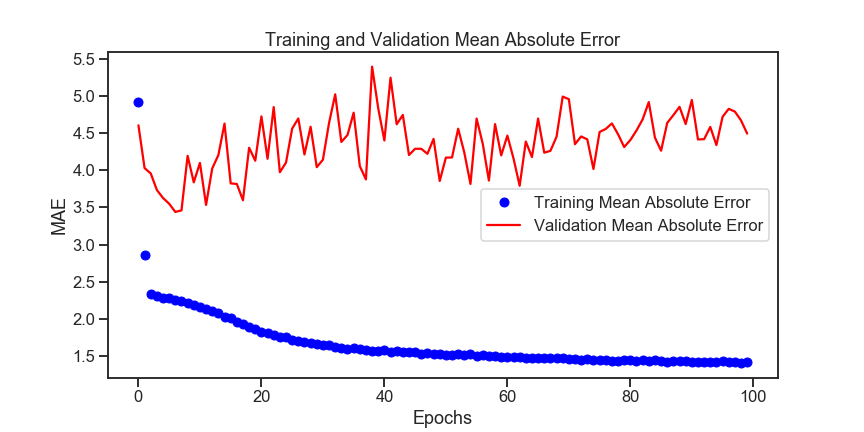 Training and Validation Mean Absolute Error
5.5
5.0
4.5
4.0
3.5
3.0
2.5
2.0
1.5
MAE
Training Mean Absolute Error
Validation Mean Absolute Error
0 20 40 60 80 100
Epochs